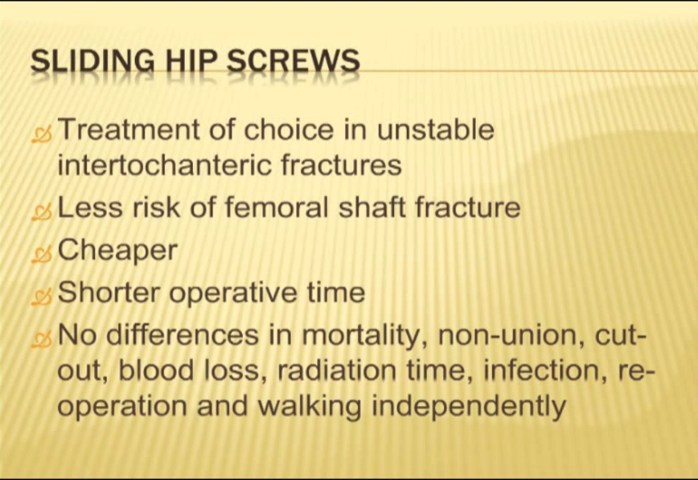 SLIDING HIP SCREWS
Treatment of choice in unstable
intertochanteric fractures
Less risk of femoral shaft fracture
Cheaper
Shorter operative time
No differences in mortality, non-union, cut-
out, blood loss, radiation time, infection, re-
operation and walking independently